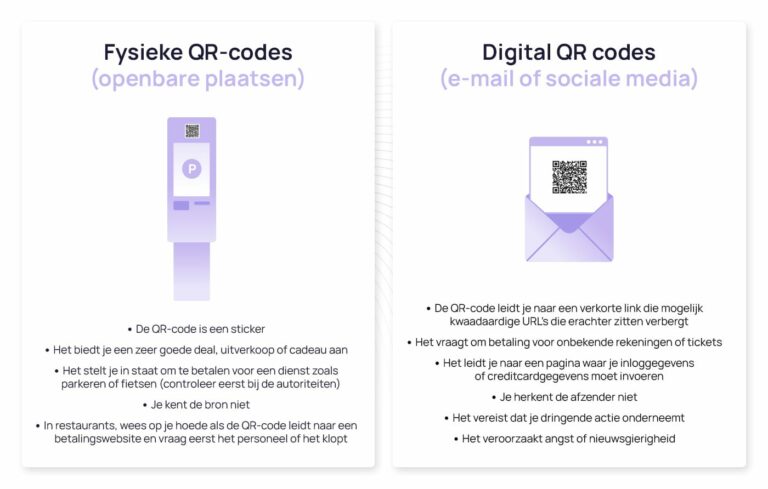 Fysieke QR-codes
(openbare plaatsen)
P
• De QR-code is een sticker
• Het biedt je een zeer goede deal, uitverkoop of cadeau aan
• Het stelt je in staat om te betalen voor een dienst zoals
parkeren of fietsen (controleer eerst bij de autoriteiten)
• Je kent de bron niet
• In restaurants, wees op je hoede als de QR-code leidt naar een
betalingswebsite en vraag eerst het personeel of het klopt
Digital QR codes
(e-mail of sociale media)
• De QR-code leidt je naar een verkorte link die mogelijk
kwaadaardige URL's die erachter zitten verbergt
• Het vraagt om betaling voor onbekende rekeningen of tickets
• Het leidt je naar een pagina waar je inloggegevens
of creditcardgegevens moet invoeren
• Je herkent de afzender niet
• Het vereist dat je dringende actie onderneemt
• Het veroorzaakt angst of nieuwsgierigheid